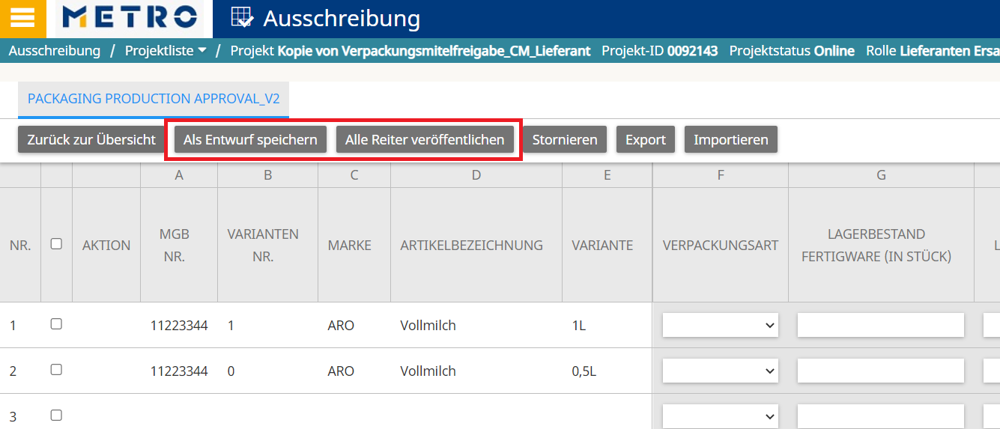 METRO Ausschreibung
Ausschreibung / Projektliste / Projekt Kopie von Verpackungsmitelfreigabe_CM_Lieferant Projekt-ID 0092143 Projektstatus Online Rolle Lieferanten Ersa
PACKAGING PRODUCTION APPROVAL_V2
Zurück zur Übersicht Als Entwurf speichern Alle Reiter veröffentlichen Stornieren Export Importieren
A B C D E F G
NR. AKTION MGB NR. VARIANTEN NR. MARKE ARTIKELBEZEICHNUNG VARIANTE VERPACKUNGSART LAGERBESTAND FERTIGWARE (IN STÜCK) L
1 11223344 1 ARO Vollmilch 1L
2 11223344 0 ARO Vollmilch 0,5L
3